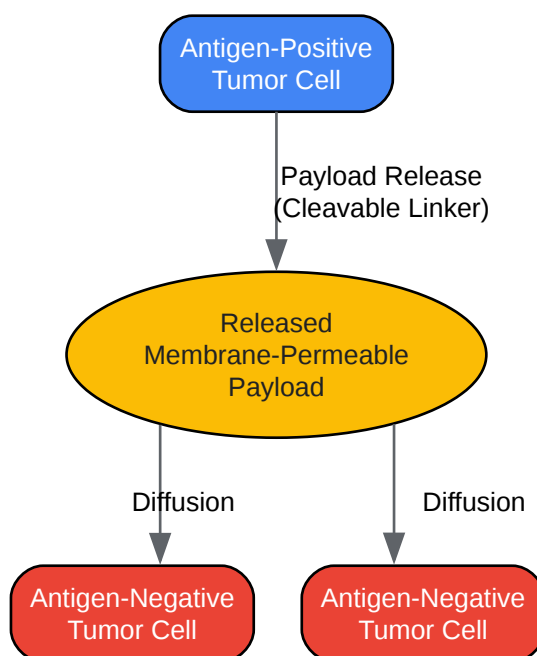 Antigen-Positive
Tumor Cell
Payload Release
(Cleavable Linker)
Released
Membrane-Permeable
Payload
Diffusion
Diffusion
Antigen-Negative
Tumor Cell
Antigen-Negative
Tumor Cell